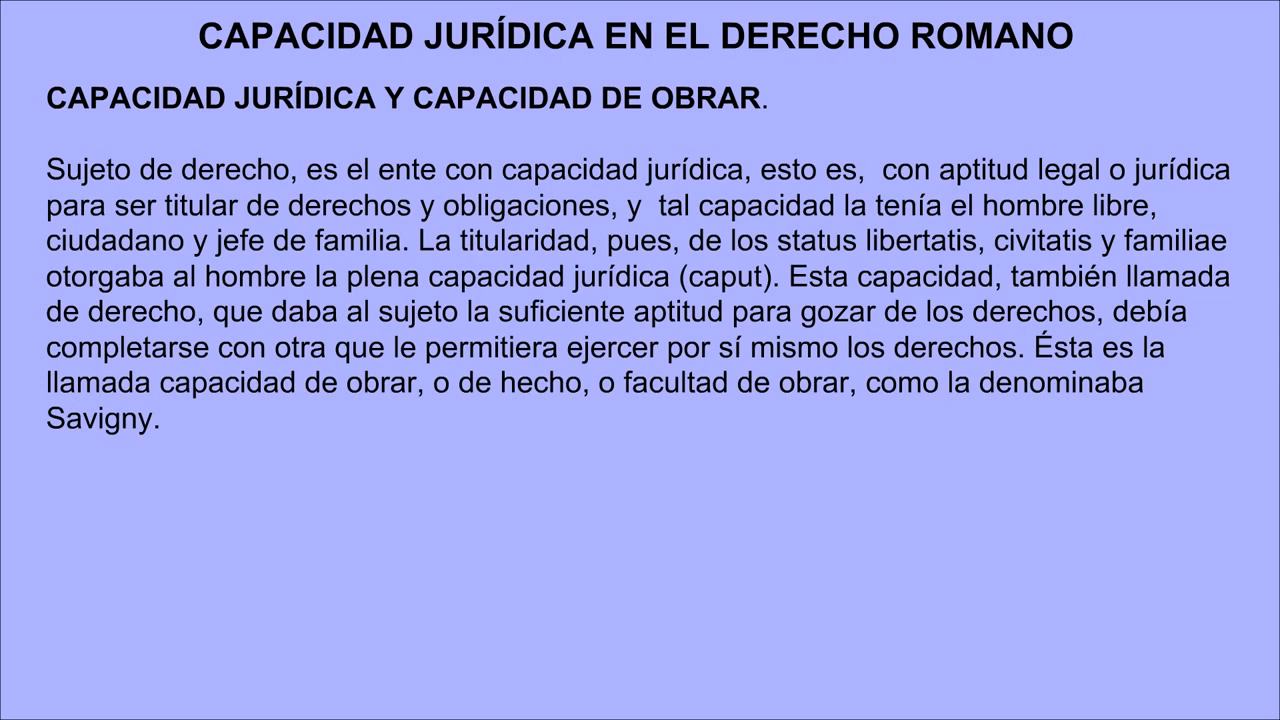 CAPACIDAD JURÍDICA EN EL DERECHO ROMANO
CAPACIDAD JURÍDICA Y CAPACIDAD DE OBRAR.
Sujeto de derecho, es el ente con capacidad jurídica, esto es,  con aptitud legal o jurídica
para ser titular de derechos y obligaciones, y  tal capacidad la tenía el hombre libre,
ciudadano y jefe de familia. La titularidad, pues, de los status libertatis, civitatis y familiae
otorgaba al hombre la plena capacidad jurídica (caput). Esta capacidad, también llamada
de derecho, que daba al sujeto la suficiente aptitud para gozar de los derechos, debía
completarse con otra que le permitiera ejercer por sí mismo los derechos. Ésta es la
llamada capacidad de obrar, o de hecho, o facultad de obrar, como la denominaba
Savigny.